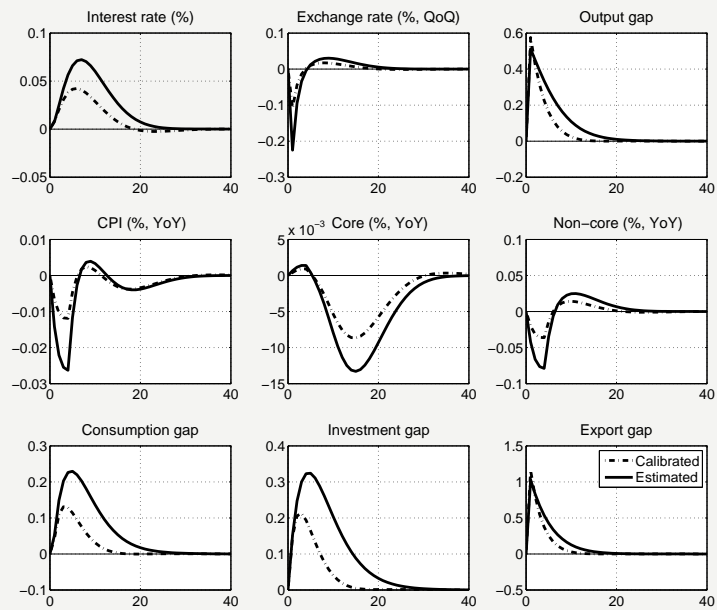 Interest rate (%) Exchange rate (%, QoQ) Output gap
0.1 0.1 0.6
0.05 0 0.4
0 −0.1 0.2
−0.2 0
−0.05 −0.3 −0.2
0 20 40 0 20 40 0 20 40
CPI (%, YoY) x 10⁻³ Core (%, YoY) Non−core (%, YoY)
0.01 5 0.1
0 0 0.05
−0.01 −5 0
−0.02 −10 −0.05
−0.03 −15 −0.1
0 20 40 0 20 40 0 20 40
Consumption gap Investment gap Export gap
0.3 0.4 1.5
Calibrated
Estimated
0.2 0.3 1
0.1 0.2 0.5
0 0.1 0
−0.1 0 −0.5
0 20 40 0 20 40 0 20 40